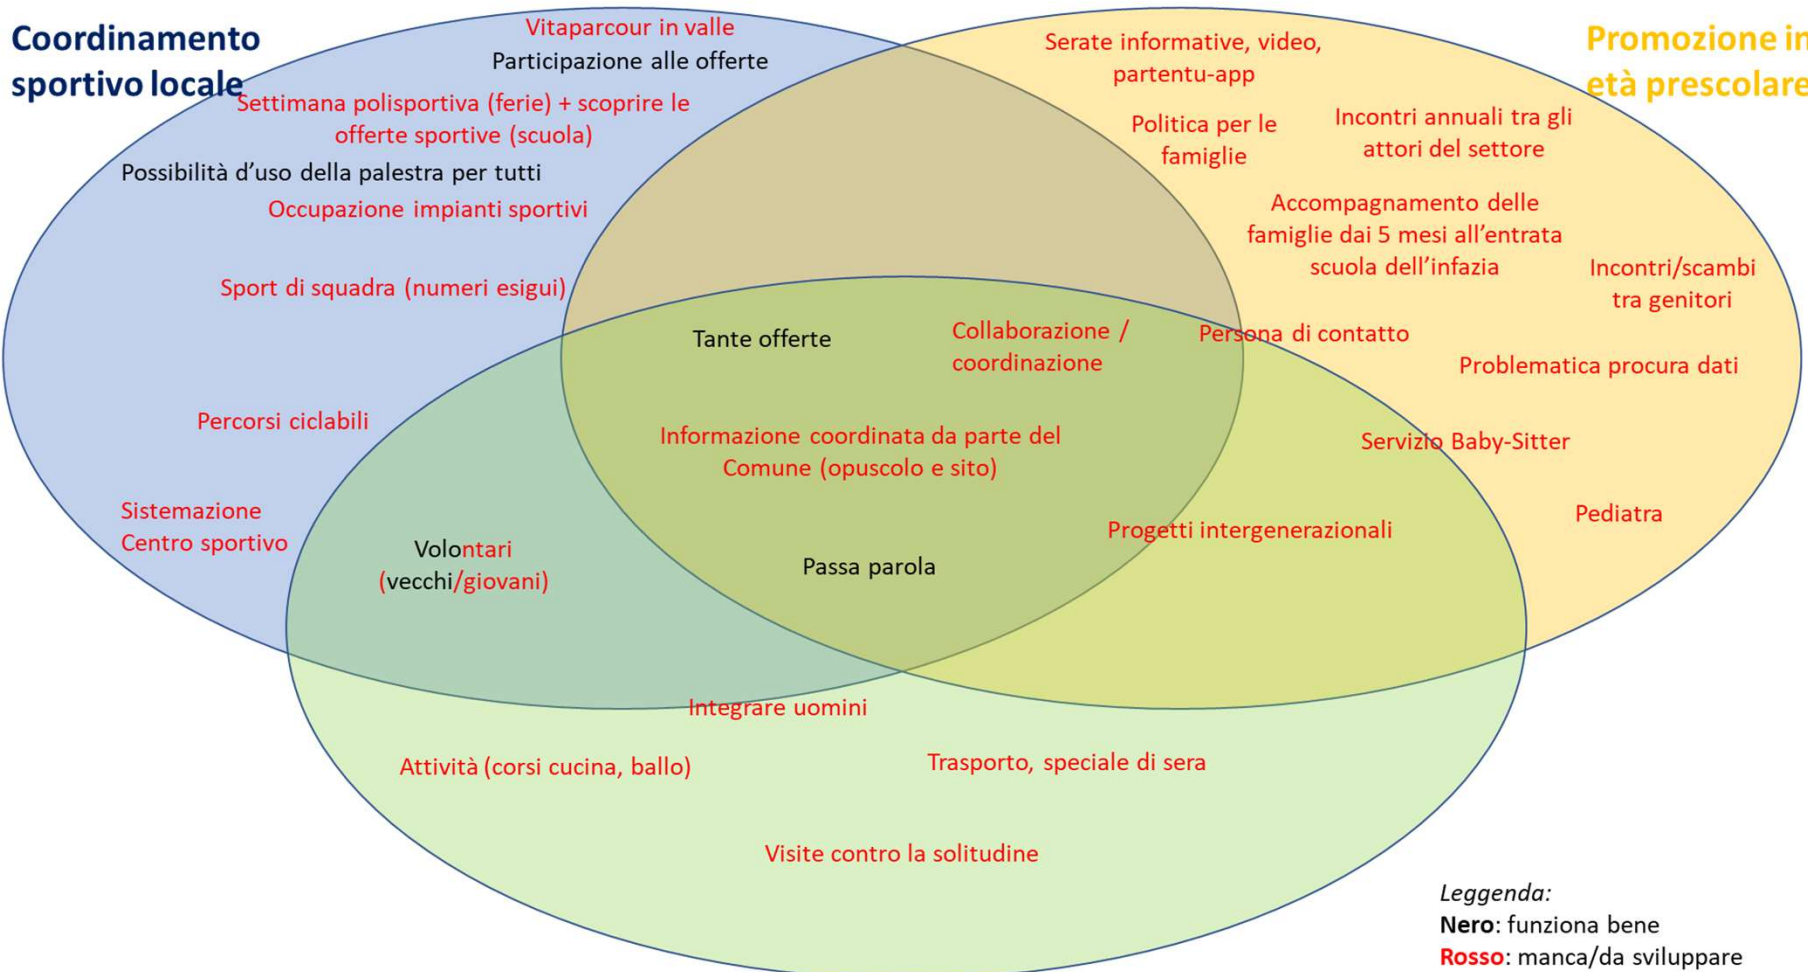 Coordinamento
sportivo locale
Vitaparcour in valle
Participazione alle offerte
Settimana polisportiva (ferie) + scoprire le
offerte sportive (scuola)
Possibilità d'uso della palestra per tutti
Occupazione impianti sportivi
Sport di squadra (numeri esigui)
Percorsi ciclabili
Sistemazione
Centro sportivo
Promozione in
età prescolare
Serate informative, video,
partentu-app
Politica per le
famiglie
Incontri annuali tra gli
attori del settore
Accompagnamento delle
famiglie dai 5 mesi all'entrata
scuola dell'infazia
Incontri/scambi
tra genitori
Persona di contatto
Problematica procura dati
Servizio Baby-Sitter
Pediatra
Tante offerte
Collaborazione /
coordinazione
Informazione coordinata da parte del
Comune (opuscolo e sito)
Progetti intergenerazionali
Passa parola
Volontari
(vecchi/giovani)
Integrare uomini
Attività (corsi cucina, ballo)
Trasporto, speciale di sera
Visite contro la solitudine
Leggenda:
Nero: funziona bene
Rosso: manca/da sviluppare